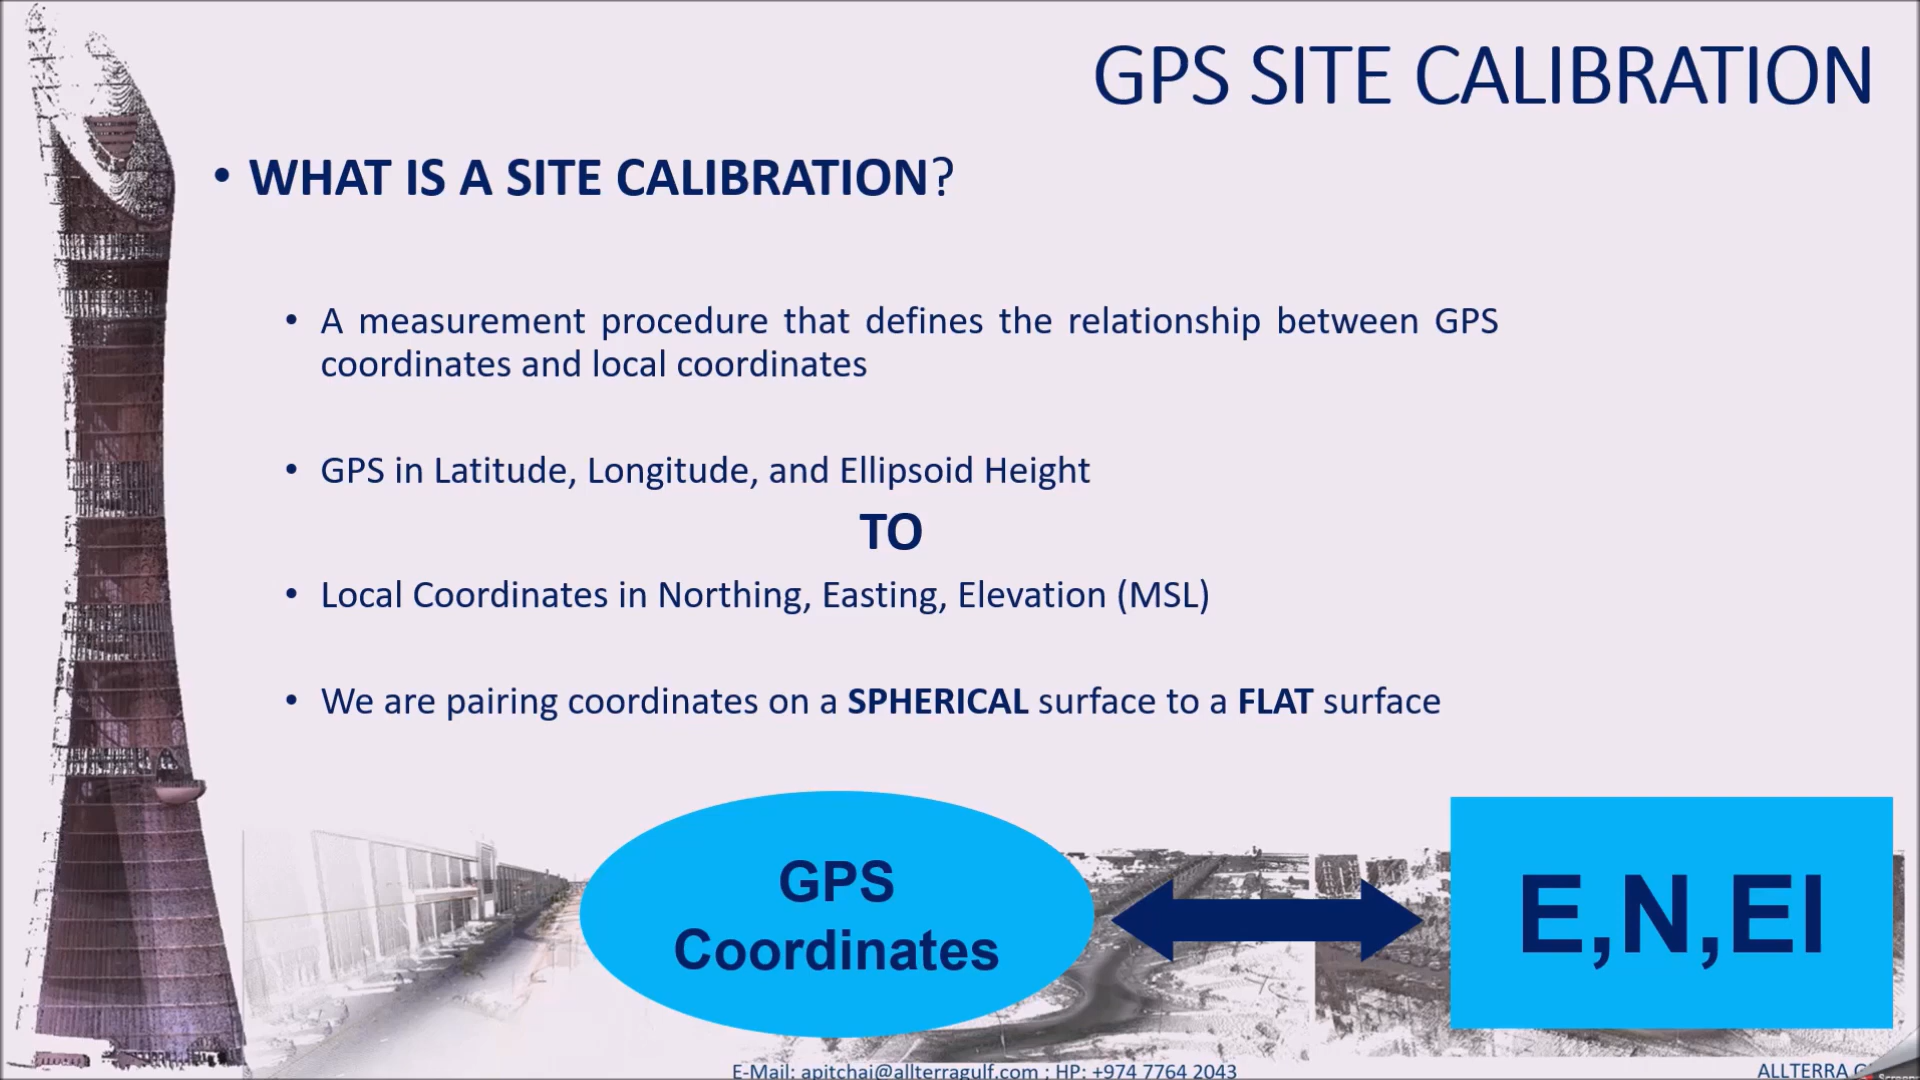 GPS SITE CALIBRATION
• WHAT IS A SITE CALIBRATION?
• A measurement procedure that defines the relationship between GPS
coordinates and local coordinates
• GPS in Latitude, Longitude, and Ellipsoid Height
TO
• Local Coordinates in Northing, Easting, Elevation (MSL)
• We are pairing coordinates on a SPHERICAL surface to a FLAT surface
GPS
Coordinates
E,N,El
E-Mail: apitchai@allterragulf.com ; HP: +974 7764 2043
ALLTERRA